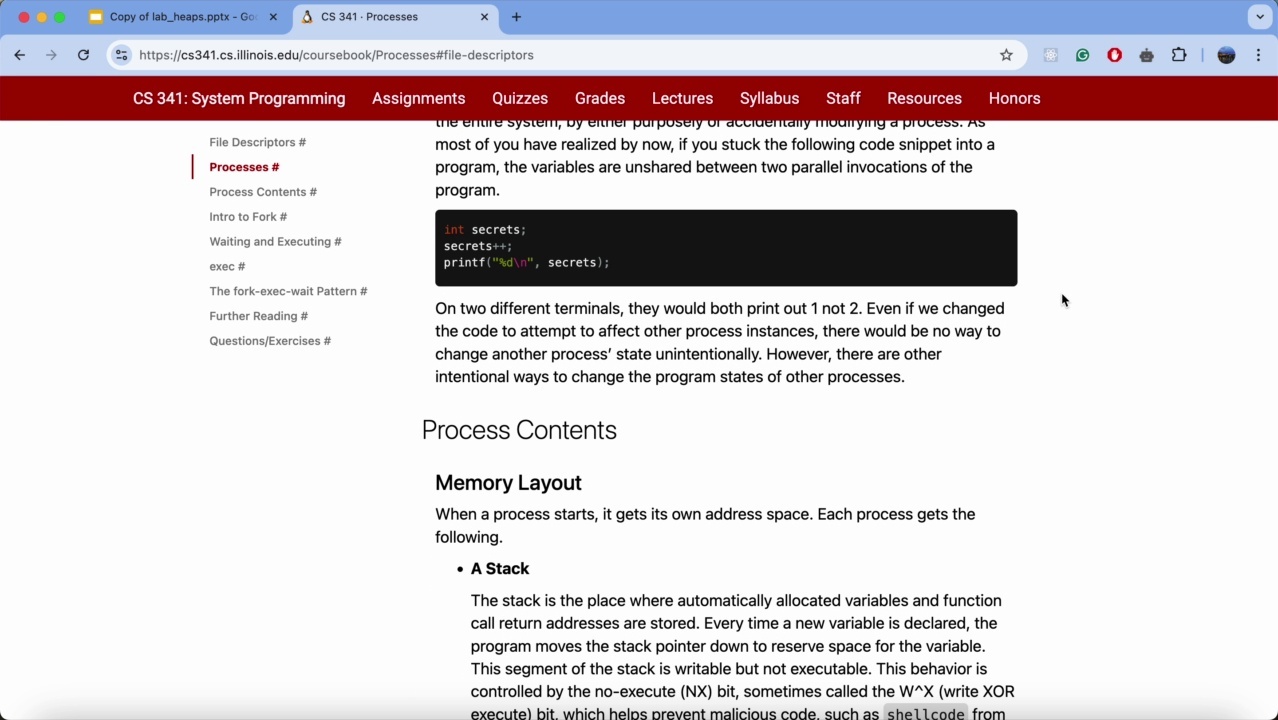 Copy of lab_heaps.pptx - Go
CS 341 · Processes
https://cs341.cs.illinois.edu/coursebook/Processes#file-descriptors
CS 341: System Programming Assignments Quizzes Grades Lectures Syllabus Staff Resources Honors
File Descriptors #
Processes #
Process Contents #
Intro to Fork #
Waiting and Executing #
exec #
The fork-exec-wait Pattern #
Further Reading #
Questions/Exercises #
the entire system, by either purposely or accidentally modifying a process. As
most of you have realized by now, if you stuck the following code snippet into a
program, the variables are unshared between two parallel invocations of the
program.
int secrets;
secrets++;
printf("%d\n", secrets);
On two different terminals, they would both print out 1 not 2. Even if we changed
the code to attempt to affect other process instances, there would be no way to
change another process’ state unintentionally. However, there are other
intentional ways to change the program states of other processes.
Process Contents
Memory Layout
When a process starts, it gets its own address space. Each process gets the
following.
• A Stack
The stack is the place where automatically allocated variables and function
call return addresses are stored. Every time a new variable is declared, the
program moves the stack pointer down to reserve space for the variable.
This segment of the stack is writable but not executable. This behavior is
controlled by the no-execute (NX) bit, sometimes called the W^X (write XOR
execute) bit, which helps prevent malicious code, such as shellcode from